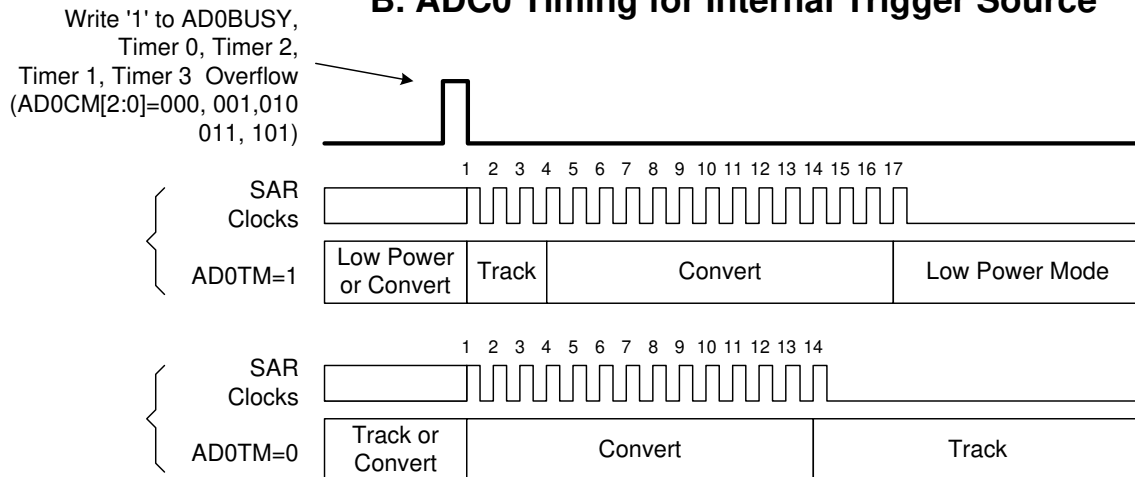 B. ADC0 Timing for Internal Trigger Source
Write '1' to AD0BUSY,
Timer 0, Timer 2,
Timer 1, Timer 3 Overflow
(AD0CM[2:0]=000, 001,010
011, 101)
1 2 3 4 5 6 7 8 9 10 11 12 13 14 15 16 17
SAR
Clocks
AD0TM=1
Low Power
or Convert
Track
Convert
Low Power Mode
1 2 3 4 5 6 7 8 9 10 11 12 13 14
SAR
Clocks
AD0TM=0
Track or
Convert
Convert
Track